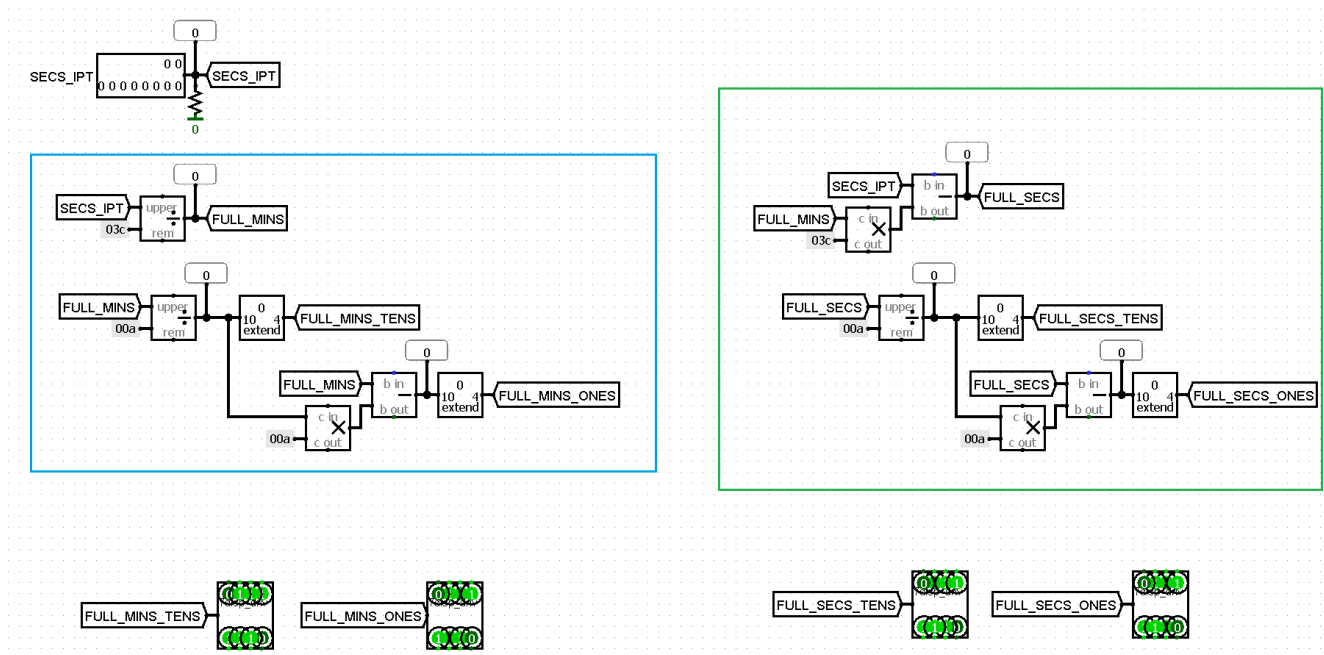 0
0 0
SECS_IPT
SECS_IPT
0 0 0 0 0 0 0 0
0
0
SECS_IPT
upper
FULL_MINS
03c
rem
0
FULL_MINS
upper
0
FULL_MINS_TENS
10 4
00a
rem
extend
0
FULL_MINS
b in
0
FULL_MINS_ONES
10 4
b out
extend
c in
00a
c out
0
SECS_IPT
b in
FULL_SECS
FULL_MINS
c in
b out
03c
c out
0
FULL_SECS
upper
0
FULL_SECS_TENS
10 4
00a
rem
extend
0
FULL_SECS
b in
0
FULL_SECS_ONES
10 4
b out
extend
c in
00a
c out
FULL_MINS_TENS
FULL_MINS_ONES
FULL_SECS_TENS
FULL_SECS_ONES